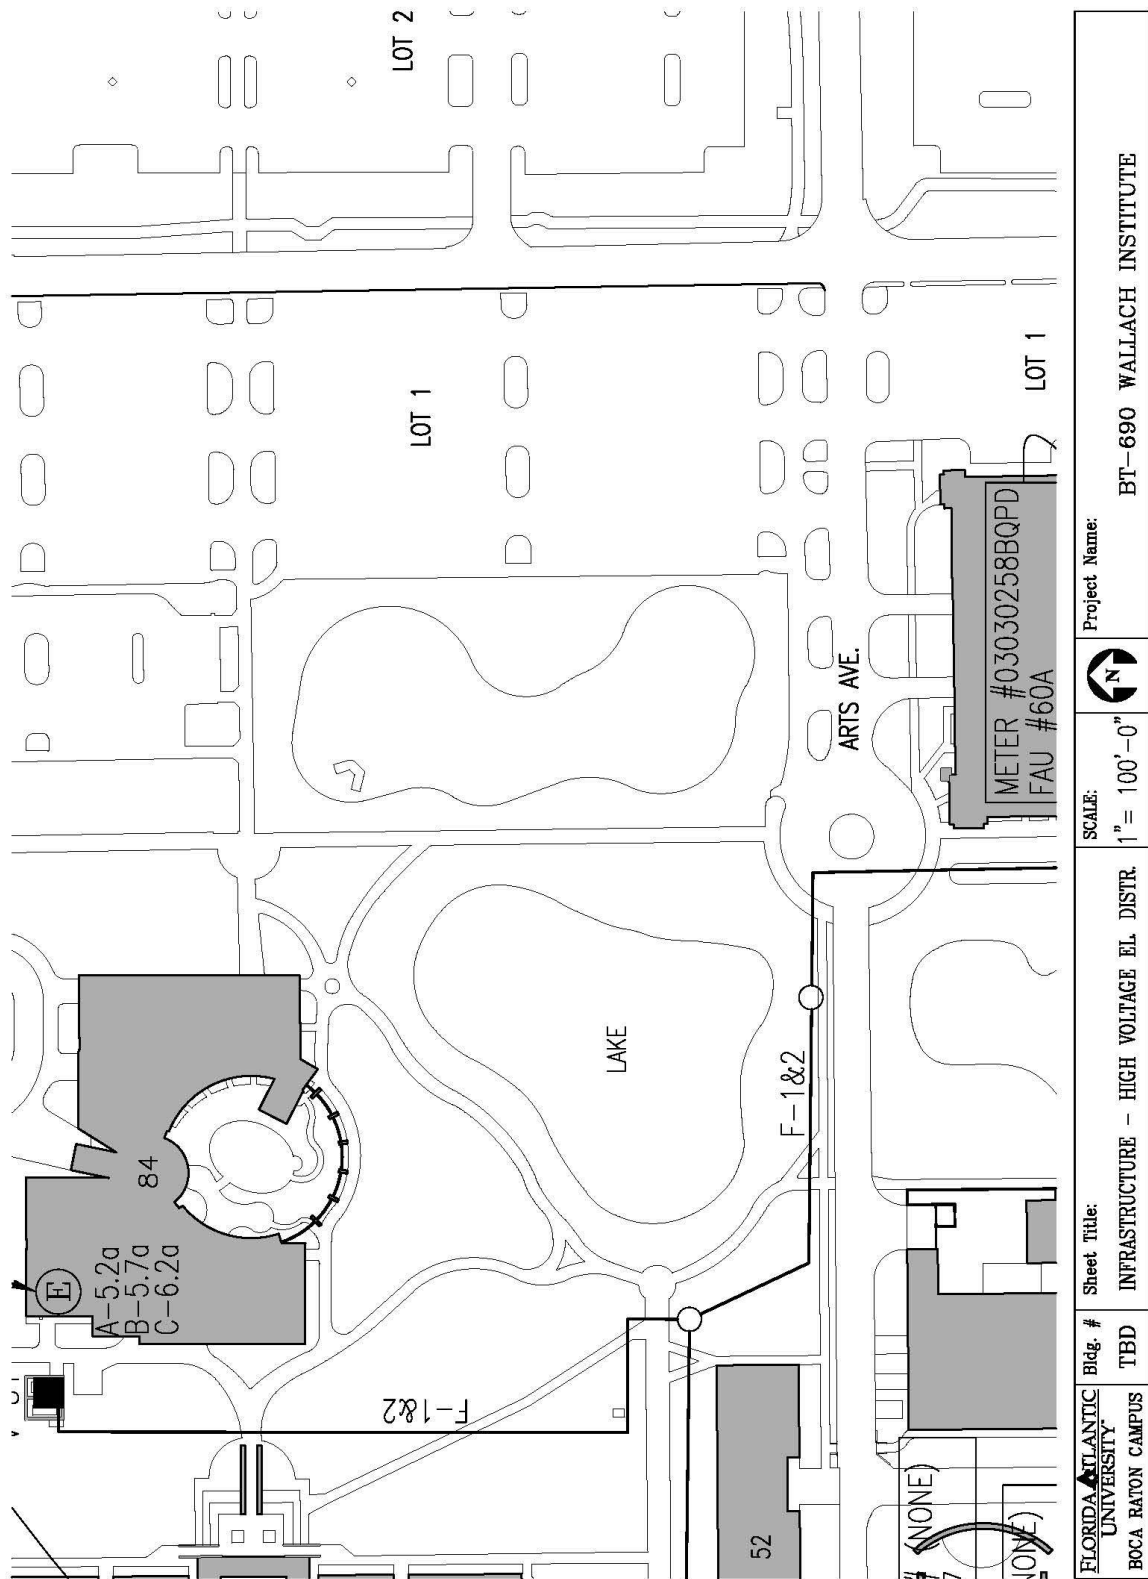 LOT 2
LOT 1
LOT 1
ARTS AVE.
METER #03030258BQPD
FAU #60A
LAKE
F-1&2
84
E
A-5.2a
B-5.7a
C-6.2a
F-1&2
52
(NONE)
NONE)
FLORIDA ATLANTIC
UNIVERSITY
BOCA RATON CAMPUS
Bldg. #
TBD
Sheet Title:
INFRASTRUCTURE - HIGH VOLTAGE EL. DISTR.
SCALE:
1"= 100'-0"
N
Project Name:
BT-690 WALLACH INSTITUTE